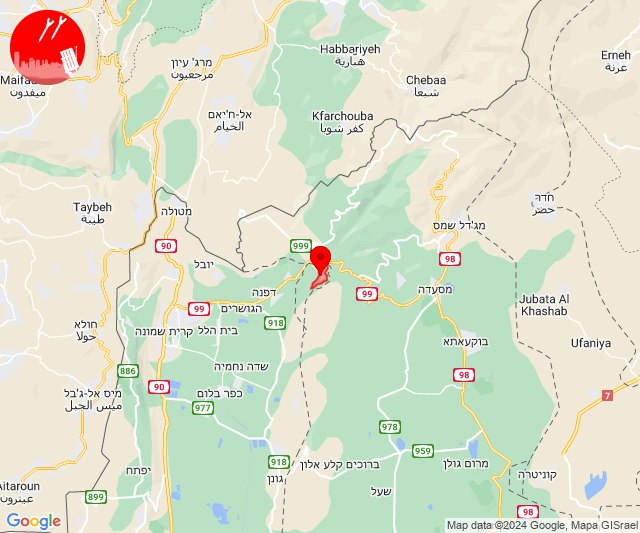 Habbariyeh
هبارية
Erneh
عرنة
מרג' עיון
مرجعيون
Chebaa
شبعا
ميفدون
אל-ח'יאם
الخيام
Kfarchouba
كفر شوبا
Taybeh
طيبة
מטולה
חדֿר
حضر
מג'דל שמס
999
90
98
יובל
דפנה
99
99
מסעדה
הגושרים
918
Jubata Al
Khashab
חולא
حولا
קרית שמונה
בית הלל
בוקעאתא
Ufaniya
886
שדה נחמיה
98
90
מיס אל-ג'בל
ميس الجبل
כפר בלום
977
7
978
918
959
Aitaroun
عيترون
יפתח
גונן
ברוכים קלע אלון
מרום גולן
קוניטרה
899
שעל
98
Google
Map data ©2024 Google, Mapa GISrael